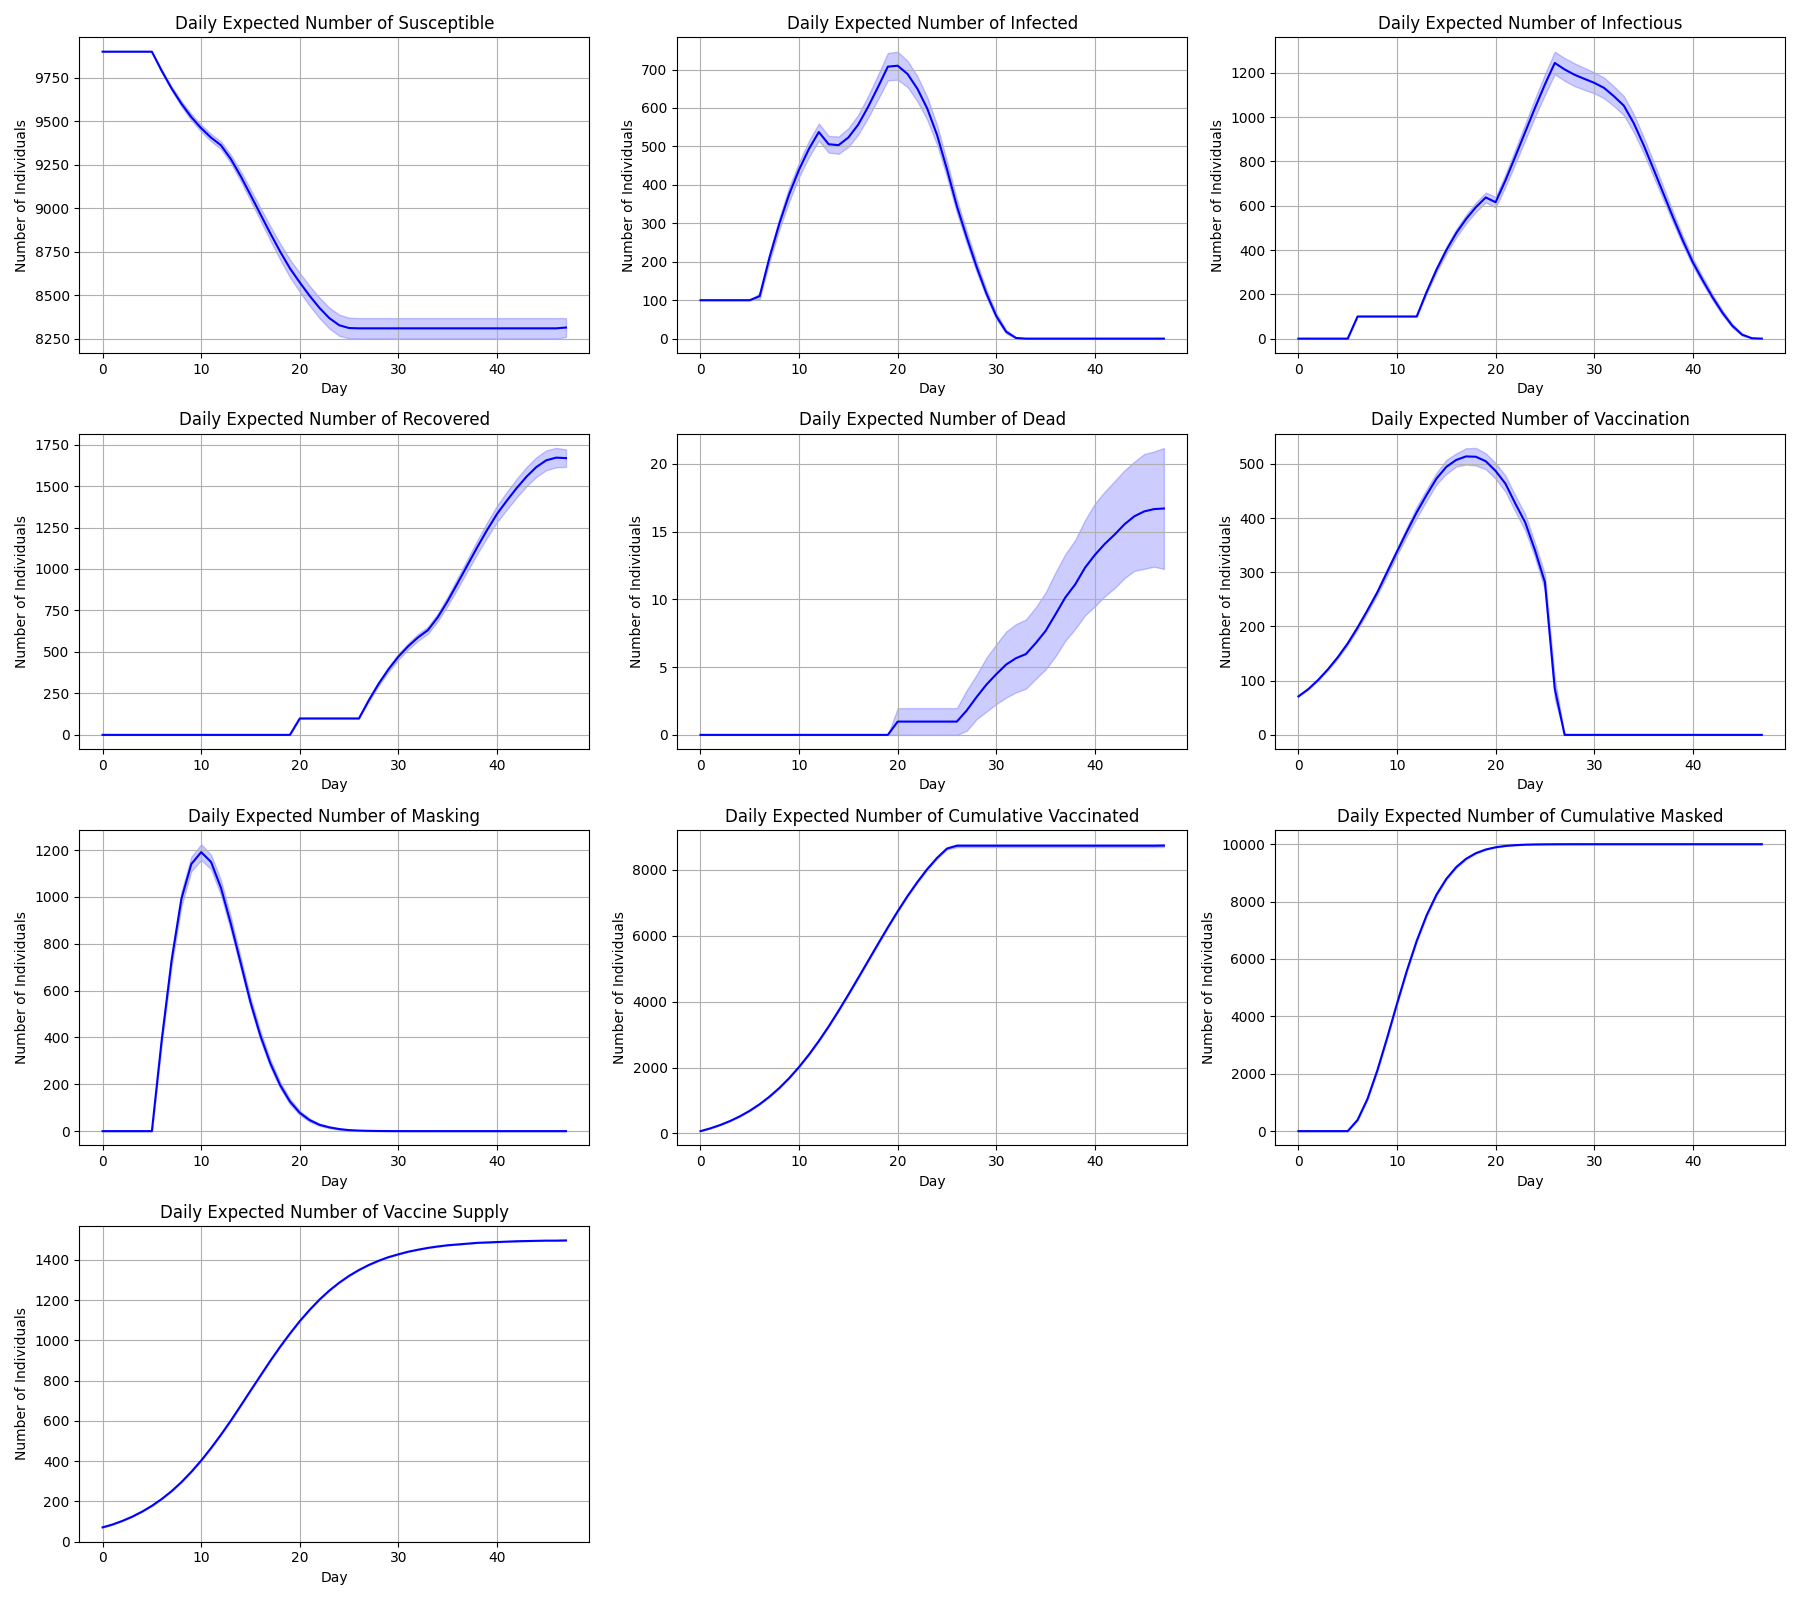 Daily Expected Number of Susceptible
Number of Individuals
9750
9500
9250
9000
8750
8500
8250
0 10 20 30 40
Day
Daily Expected Number of Infected
Number of Individuals
700
600
500
400
300
200
100
0
0 10 20 30 40
Day
Daily Expected Number of Infectious
Number of Individuals
1200
1000
800
600
400
200
0
0 10 20 30 40
Day
Daily Expected Number of Recovered
Number of Individuals
1750
1500
1250
1000
750
500
250
0
0 10 20 30 40
Day
Daily Expected Number of Dead
Number of Individuals
20
15
10
5
0
0 10 20 30 40
Day
Daily Expected Number of Vaccination
Number of Individuals
500
400
300
200
100
0
0 10 20 30 40
Day
Daily Expected Number of Masking
Number of Individuals
1200
1000
800
600
400
200
0
0 10 20 30 40
Day
Daily Expected Number of Cumulative Vaccinated
Number of Individuals
8000
6000
4000
2000
0
0 10 20 30 40
Day
Daily Expected Number of Cumulative Masked
Number of Individuals
10000
8000
6000
4000
2000
0
0 10 20 30 40
Day
Daily Expected Number of Vaccine Supply
Number of Individuals
1400
1200
1000
800
600
400
200
0
0 10 20 30 40
Day